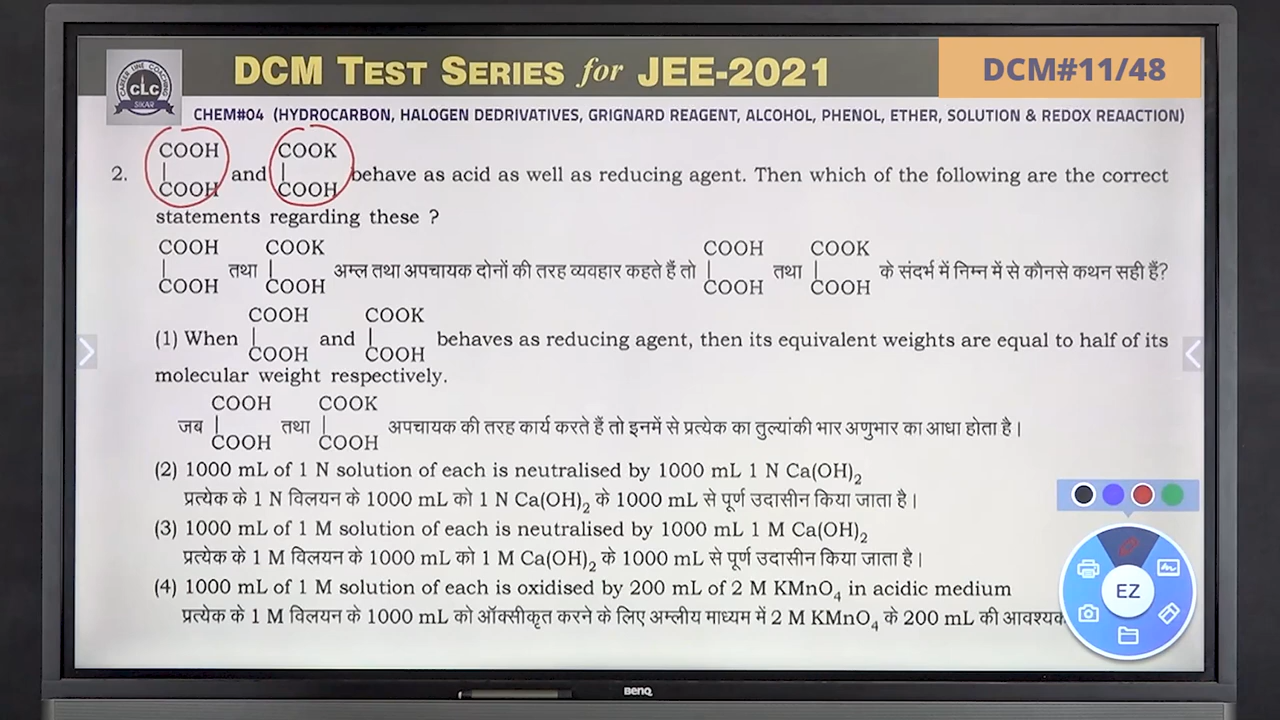 DCM TEST SERIES for JEE-2021
DCM#11/48
CAREER LINE COACHING
CLC
SIKAR
CHEM#04 (HYDROCARBON, HALOGEN DEDRIVATIVES, GRIGNARD REAGENT, ALCOHOL, PHENOL, ETHER, SOLUTION & REDOX REAACTION)
COOH COOK
2. | and | behave as acid as well as reducing agent. Then which of the following are the correct
COOH COOH
statements regarding these ?
COOH COOK COOH COOK
| तथा | अम्ल तथा अपचायक दोनों की तरह व्यवहार कहते हैं तो | तथा | के संदर्भ में निम्न में से कौनसे कथन सही हैं?
COOH COOH COOH COOH
COOH COOK
(1) When | and | behaves as reducing agent, then its equivalent weights are equal to half of its
COOH COOH
molecular weight respectively.
COOH COOK
जब | तथा | अपचायक की तरह कार्य करते हैं तो इनमें से प्रत्येक का तुल्यांकी भार अणुभार का आधा होता है।
COOH COOH
(2) 1000 mL of 1 N solution of each is neutralised by 1000 mL 1 N Ca(OH)₂
प्रत्येक के 1 N विलयन के 1000 mL को 1 N Ca(OH)₂ के 1000 mL से पूर्ण उदासीन किया जाता है।
(3) 1000 mL of 1 M solution of each is neutralised by 1000 mL 1 M Ca(OH)₂
प्रत्येक के 1 M विलयन के 1000 mL को 1 M Ca(OH)₂ के 1000 mL से पूर्ण उदासीन किया जाता है।
(4) 1000 mL of 1 M solution of each is oxidised by 200 mL of 2 M KMnO₄ in acidic medium
प्रत्येक के 1 M विलयन के 1000 mL को ऑक्सीकृत करने के लिए अम्लीय माध्यम में 2 M KMnO₄ के 200 mL की
EZ
BENQ